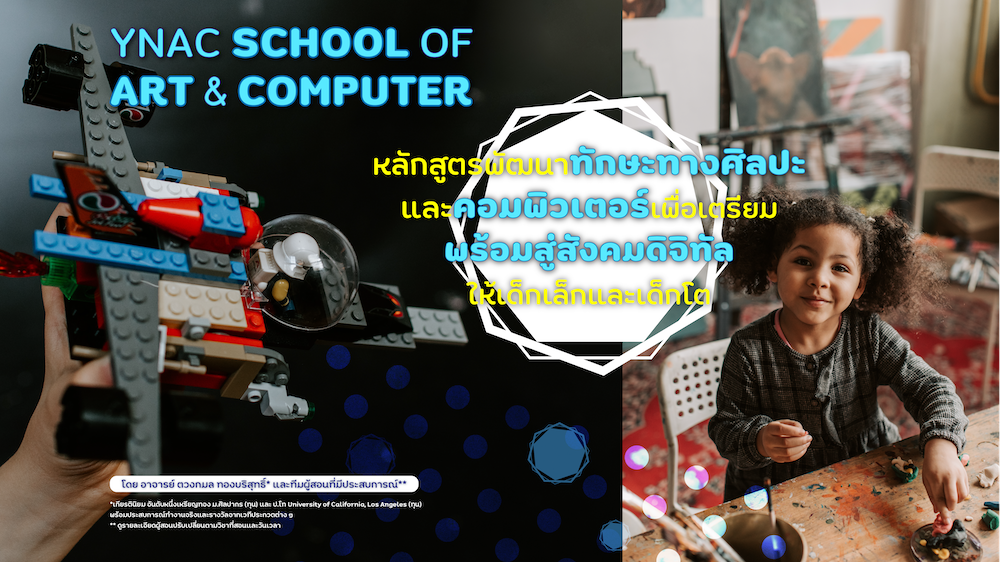 YNAC SCHOOL OF
ART & COMPUTER
หลักสูตรพัฒนาทักษะทางศิลปะ
และคอมพิวเตอร์เพื่อเตรียม
พร้อมสู่สังคมดิจิทัล
ให้เด็กเล็กและเด็กโต
โดย อาจารย์ ตวงกมล ทองบริสุทธิ์* และทีมผู้สอนที่มีประสบการณ์**
*เกียรตินิยม อันดับหนึ่งเหรียญทอง ม.ศิลปากร (ทุน) และ ป.โท University of California, Los Angeles (ทุน)
พร้อมประสบการณ์ทำงานจริงและรางวัลจากเวทีประกวดต่าง ๆ
** ดูรายละเอียดผู้สอนปรับเปลี่ยนตามวิชาที่สอนและวันเวลา